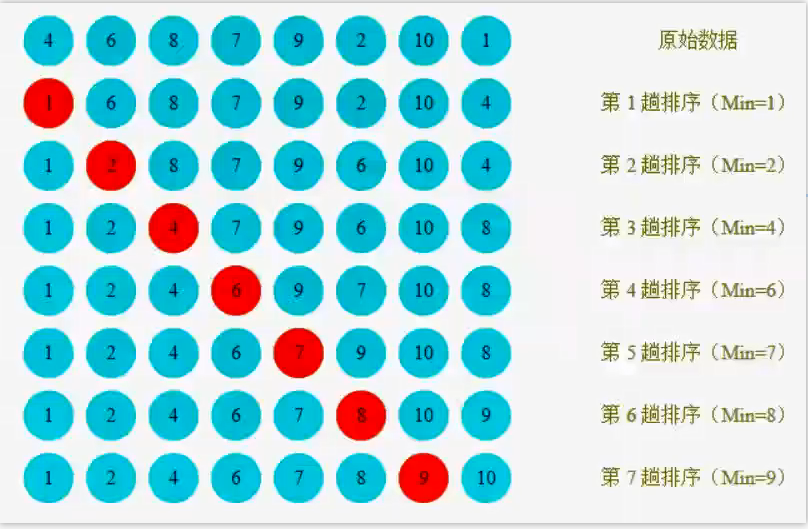 4 6 8 7 9 2 10 1 原始数据
1 6 8 7 9 2 10 4 第 1 趟排序（Min=1）
1 2 8 7 9 6 10 4 第 2 趟排序（Min=2）
1 2 4 7 9 6 10 8 第 3 趟排序（Min=4）
1 2 4 6 9 7 10 8 第 4 趟排序（Min=6）
1 2 4 6 7 9 10 8 第 5 趟排序（Min=7）
1 2 4 6 7 8 10 9 第 6 趟排序（Min=8）
1 2 4 6 7 8 9 10 第 7 趟排序（Min=9）